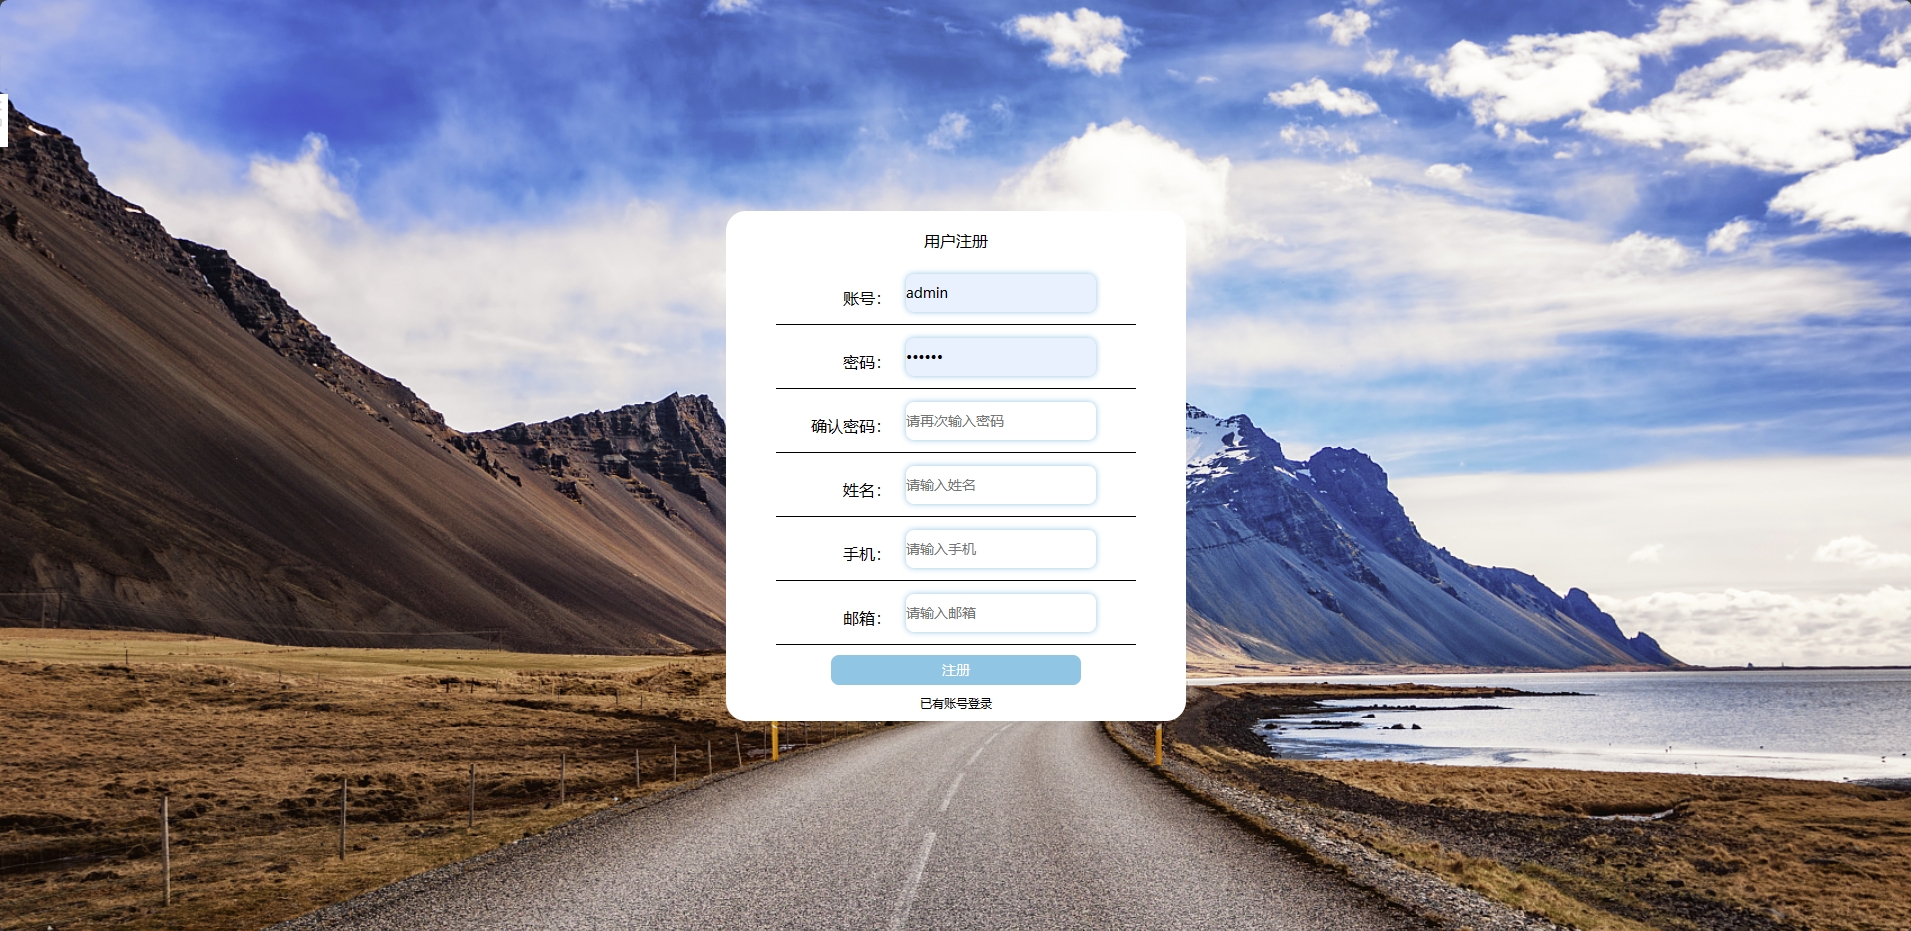 用户注册
账号： admin
密码： ••••••
确认密码： 请再次输入密码
姓名： 请输入姓名
手机： 请输入手机
邮箱： 请输入邮箱
注册
已有账号登录